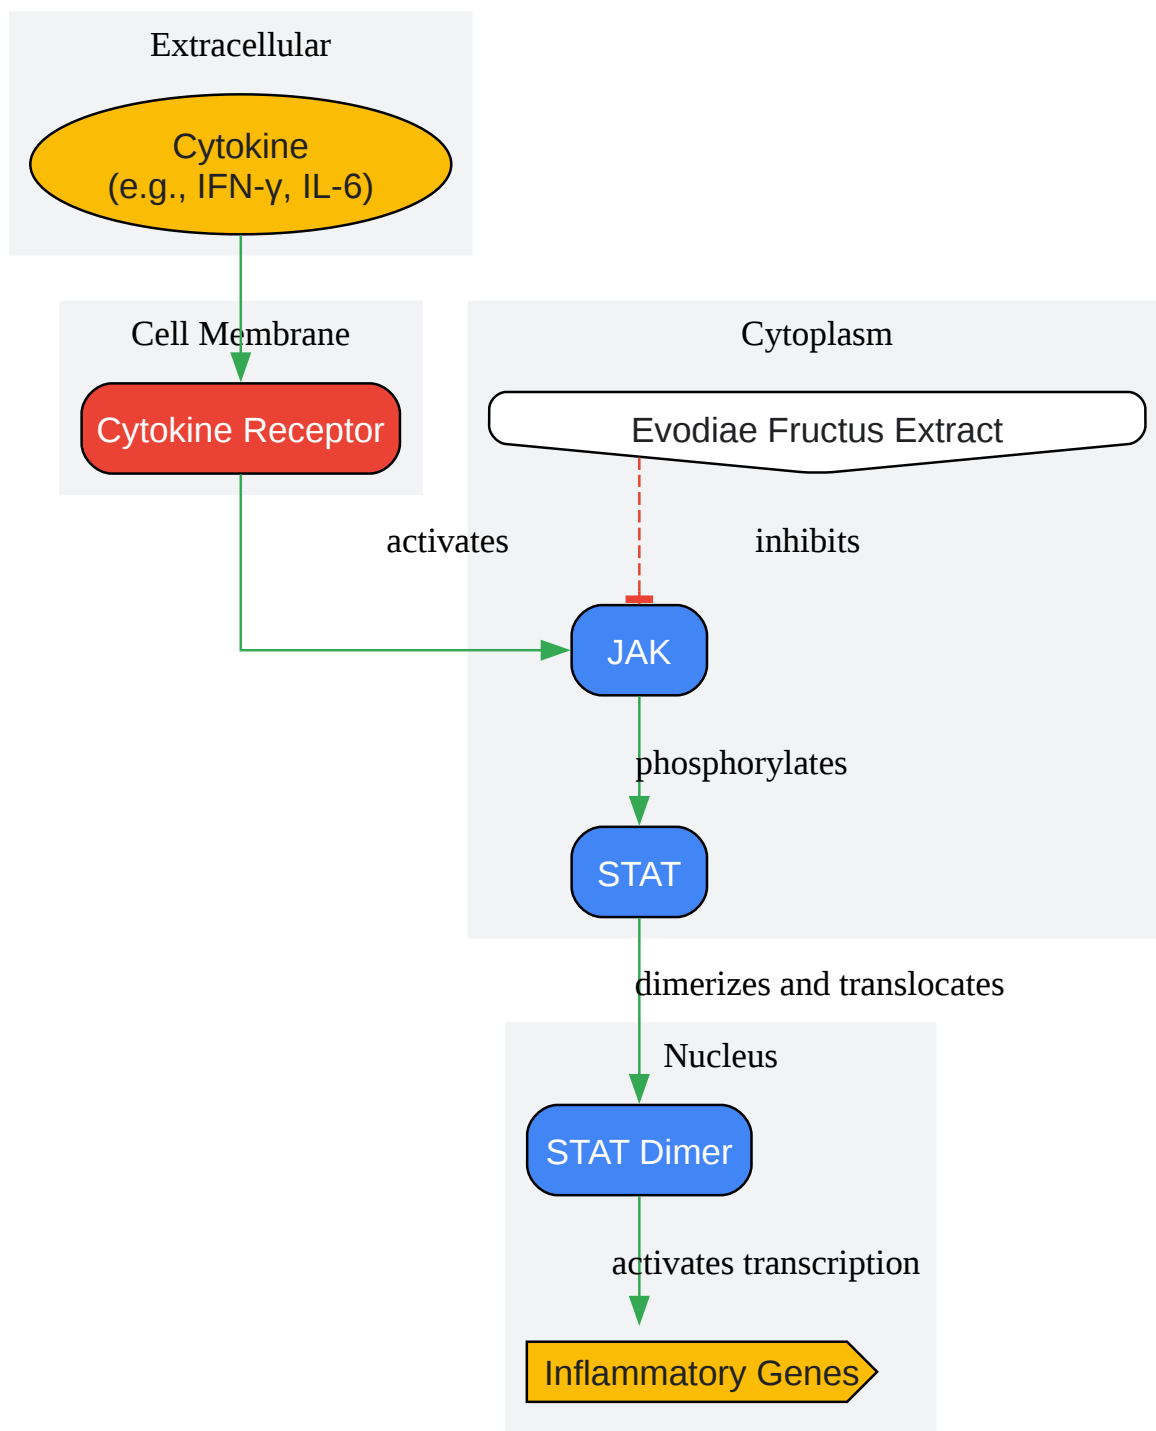 Extracellular
Cytokine
(e.g., IFN-γ, IL-6)
Cell Membrane
Cytoplasm
Cytokine Receptor
Evodiae Fructus Extract
activates
inhibits
JAK
phosphorylates
STAT
dimerizes and translocates
Nucleus
STAT Dimer
activates transcription
Inflammatory Genes